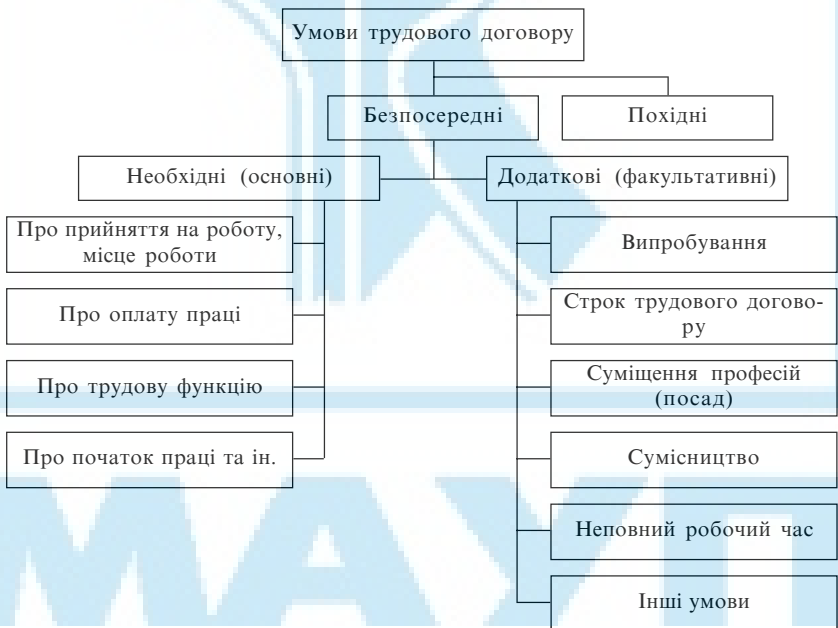 Умови трудового договору
Безпосередні
Похідні
Необхідні (основні)
Додаткові (факультативні)
Про прийняття на роботу,
місце роботи
Про оплату праці
Про трудову функцію
Про початок праці та ін.
Випробування
Строк трудового догово-
ру
Суміщення професій
(посад)
Сумісництво
Неповний робочий час
Інші умови
МАУП